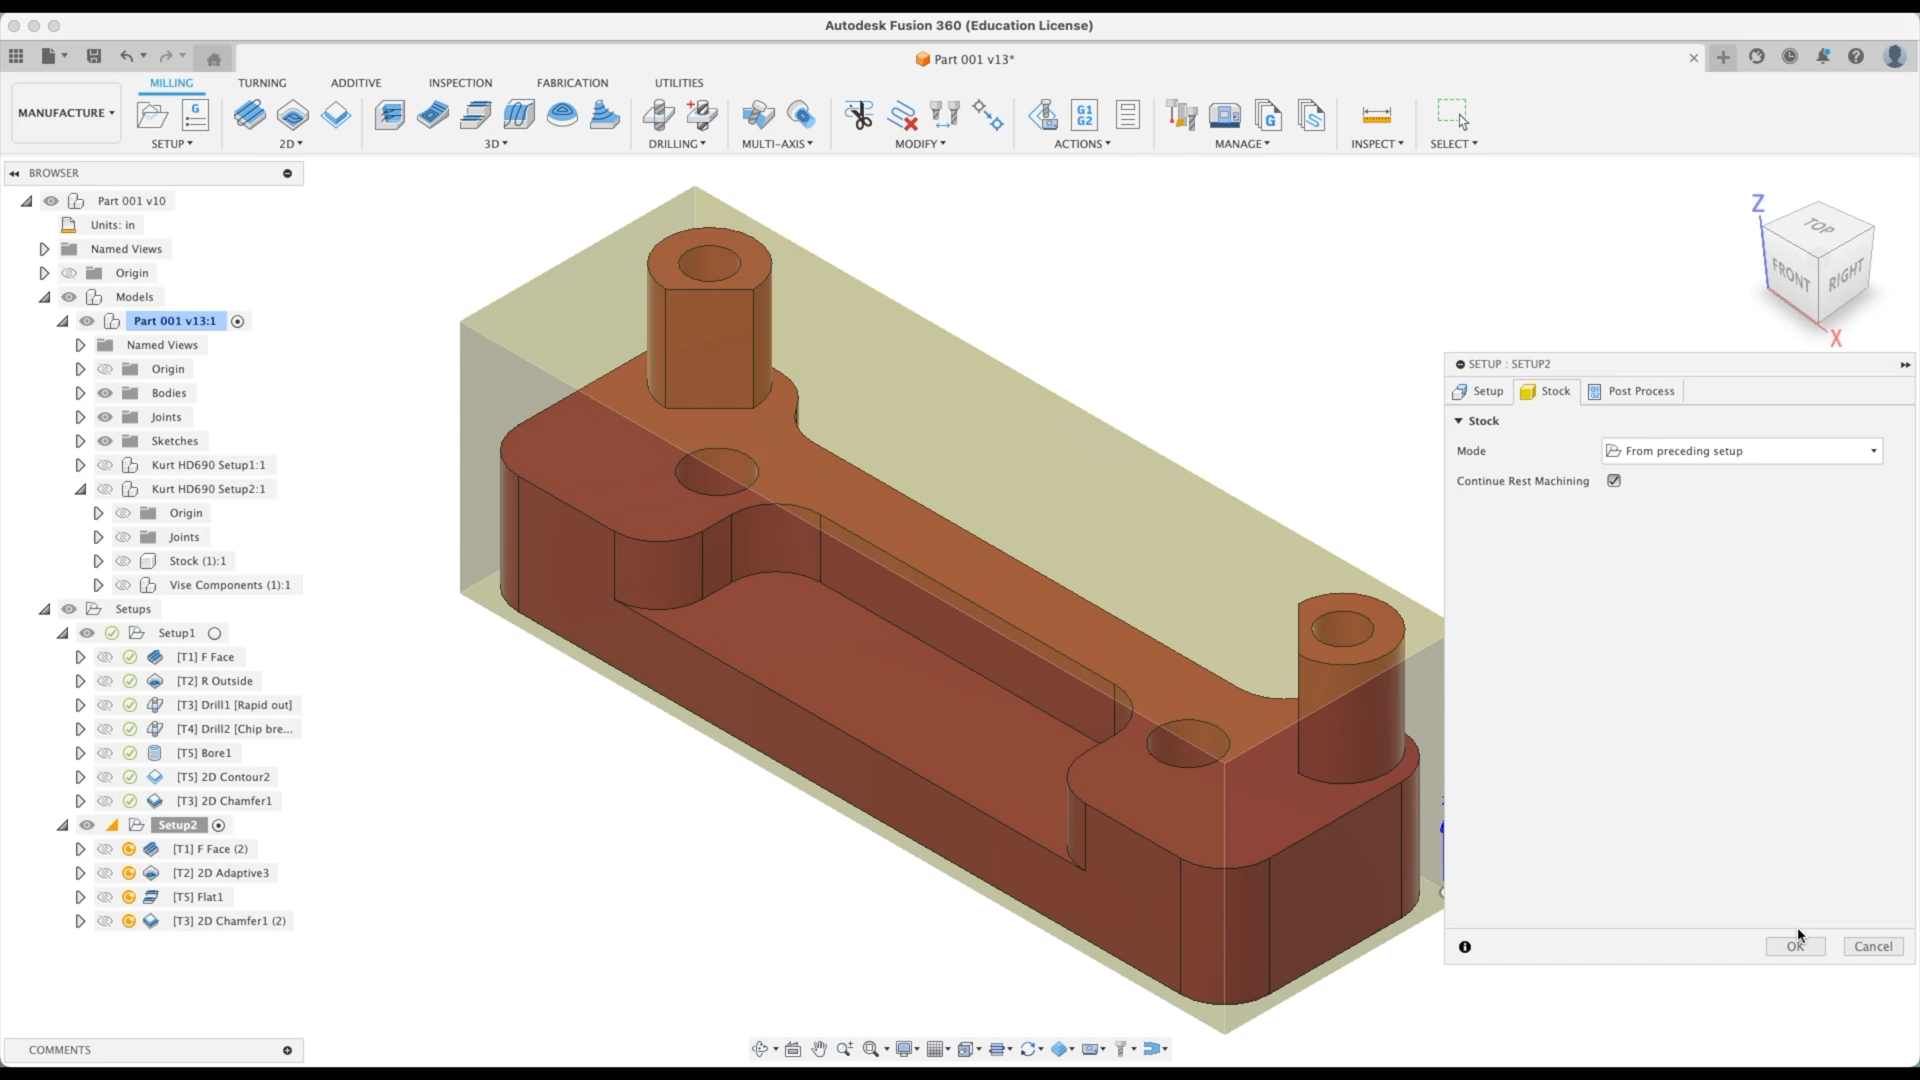 Autodesk Fusion 360 (Education License)
Part 001 v13*
MILLING TURNING ADDITIVE INSPECTION FABRICATION UTILITIES
MANUFACTURE
G
G1
G2
G
S
SETUP 2D 3D DRILLING MULTI-AXIS MODIFY ACTIONS MANAGE INSPECT SELECT
BROWSER
Part 001 v10
Units: in
Named Views
Origin
Models
Part 001 v13:1
Named Views
Origin
Bodies
Joints
Sketches
Kurt HD690 Setup1:1
Kurt HD690 Setup2:1
Origin
Joints
Stock (1):1
Vise Components (1):1
Setups
Setup1
[T1] F Face
[T2] R Outside
[T3] Drill1 [Rapid out]
[T4] Drill2 [Chip bre...
[T5] Bore1
[T5] 2D Contour2
[T3] 2D Chamfer1
Setup2
[T1] F Face (2)
[T2] 2D Adaptive3
[T5] Flat1
[T3] 2D Chamfer1 (2)
COMMENTS
Z
TOP
FRONT
RIGHT
X
SETUP : SETUP2
Setup Stock Post Process
Stock
Mode From preceding setup
Continue Rest Machining
OK Cancel